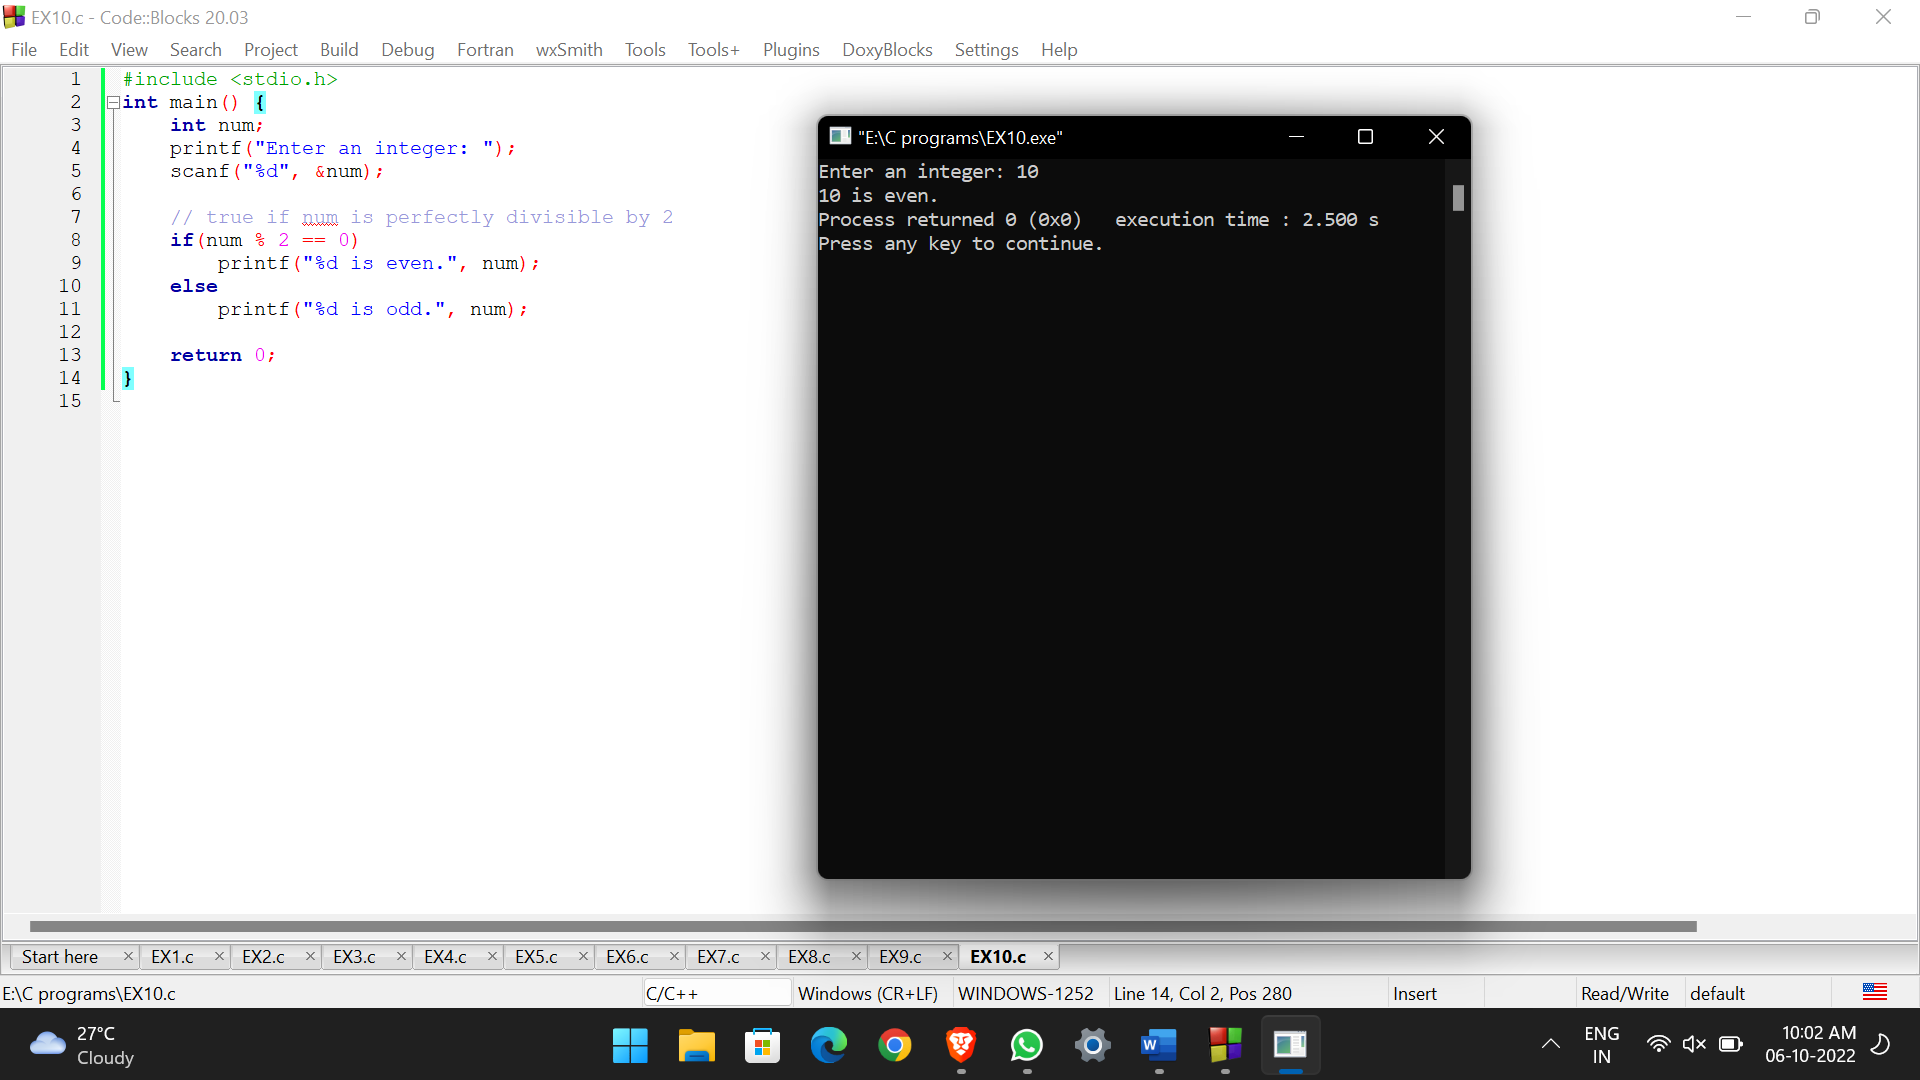 EX10.c - Code::Blocks 20.03
File Edit View Search Project Build Debug Fortran wxSmith Tools Tools+ Plugins DoxyBlocks Settings Help
1 #include <stdio.h>
2 int main() {
3 int num;
4 printf("Enter an integer: ");
5 scanf("%d", &num);
6
7 // true if num is perfectly divisible by 2
8 if(num % 2 == 0)
9 printf("%d is even.", num);
10 else
11 printf("%d is odd.", num);
12
13 return 0;
14 }
15
"E:\C programs\EX10.exe"
Enter an integer: 10
10 is even.
Process returned 0 (0x0)   execution time : 2.500 s
Press any key to continue.
Start here EX1.c EX2.c EX3.c EX4.c EX5.c EX6.c EX7.c EX8.c EX9.c EX10.c
E:\C programs\EX10.c C/C++ Windows (CR+LF) WINDOWS-1252 Line 14, Col 2, Pos 280 Insert Read/Write default
27°C
Cloudy
ENG
IN
10:02 AM
06-10-2022